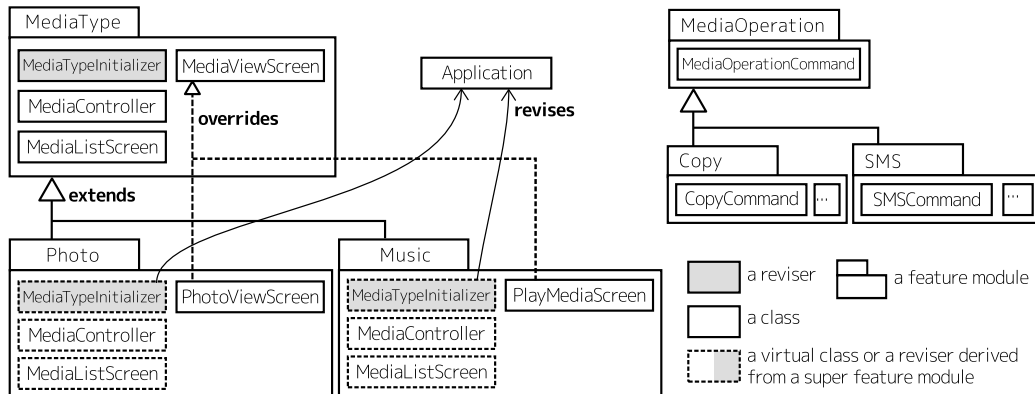 MediaType
MediaTypeInitializer
MediaViewScreen
MediaController
MediaListScreen
overrides
extends
Application
revises
MediaOperation
MediaOperationCommand
Copy
CopyCommand
...
SMS
SMSCommand
...
Photo
MediaTypeInitializer
PhotoViewScreen
MediaController
MediaListScreen
Music
MediaTypeInitializer
PlayMediaScreen
MediaController
MediaListScreen
a reviser
a feature module
a class
a virtual class or a reviser derived
from a super feature module